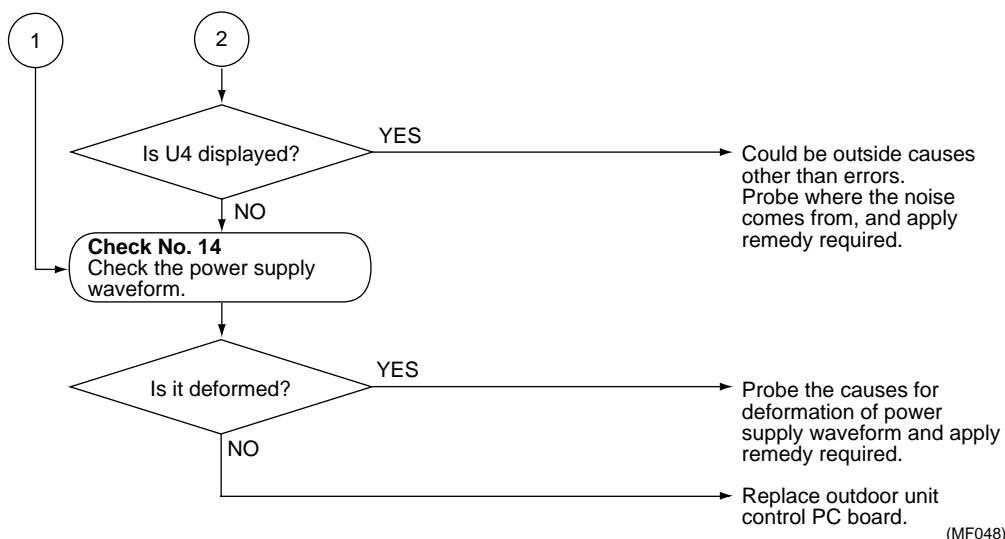 1
2
Is U4 displayed?
YES
Could be outside causes
other than errors.
Probe where the noise
comes from, and apply
remedy required.
NO
Check No. 14
Check the power supply
waveform.
Is it deformed?
YES
Probe the causes for
deformation of power
supply waveform and apply
remedy required.
NO
Replace outdoor unit
control PC board.
(MF048)